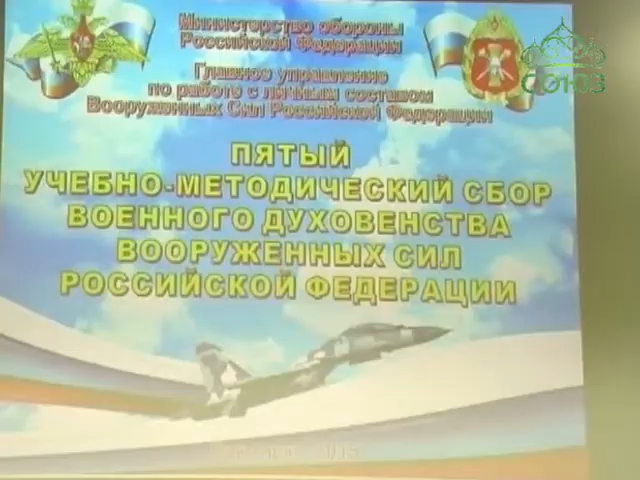 Министерство обороны
Российской Федерации
Главное управление
по работе с личным составом
Вооруженных Сил Российской Федерации
ПЯТЫЙ
УЧЕБНО-МЕТОДИЧЕСКИЙ СБОР
ВОЕННОГО ДУХОВЕНСТВА
ВООРУЖЕННЫХ СИЛ
РОССИЙСКОЙ ФЕДЕРАЦИИ
СОЮЗ